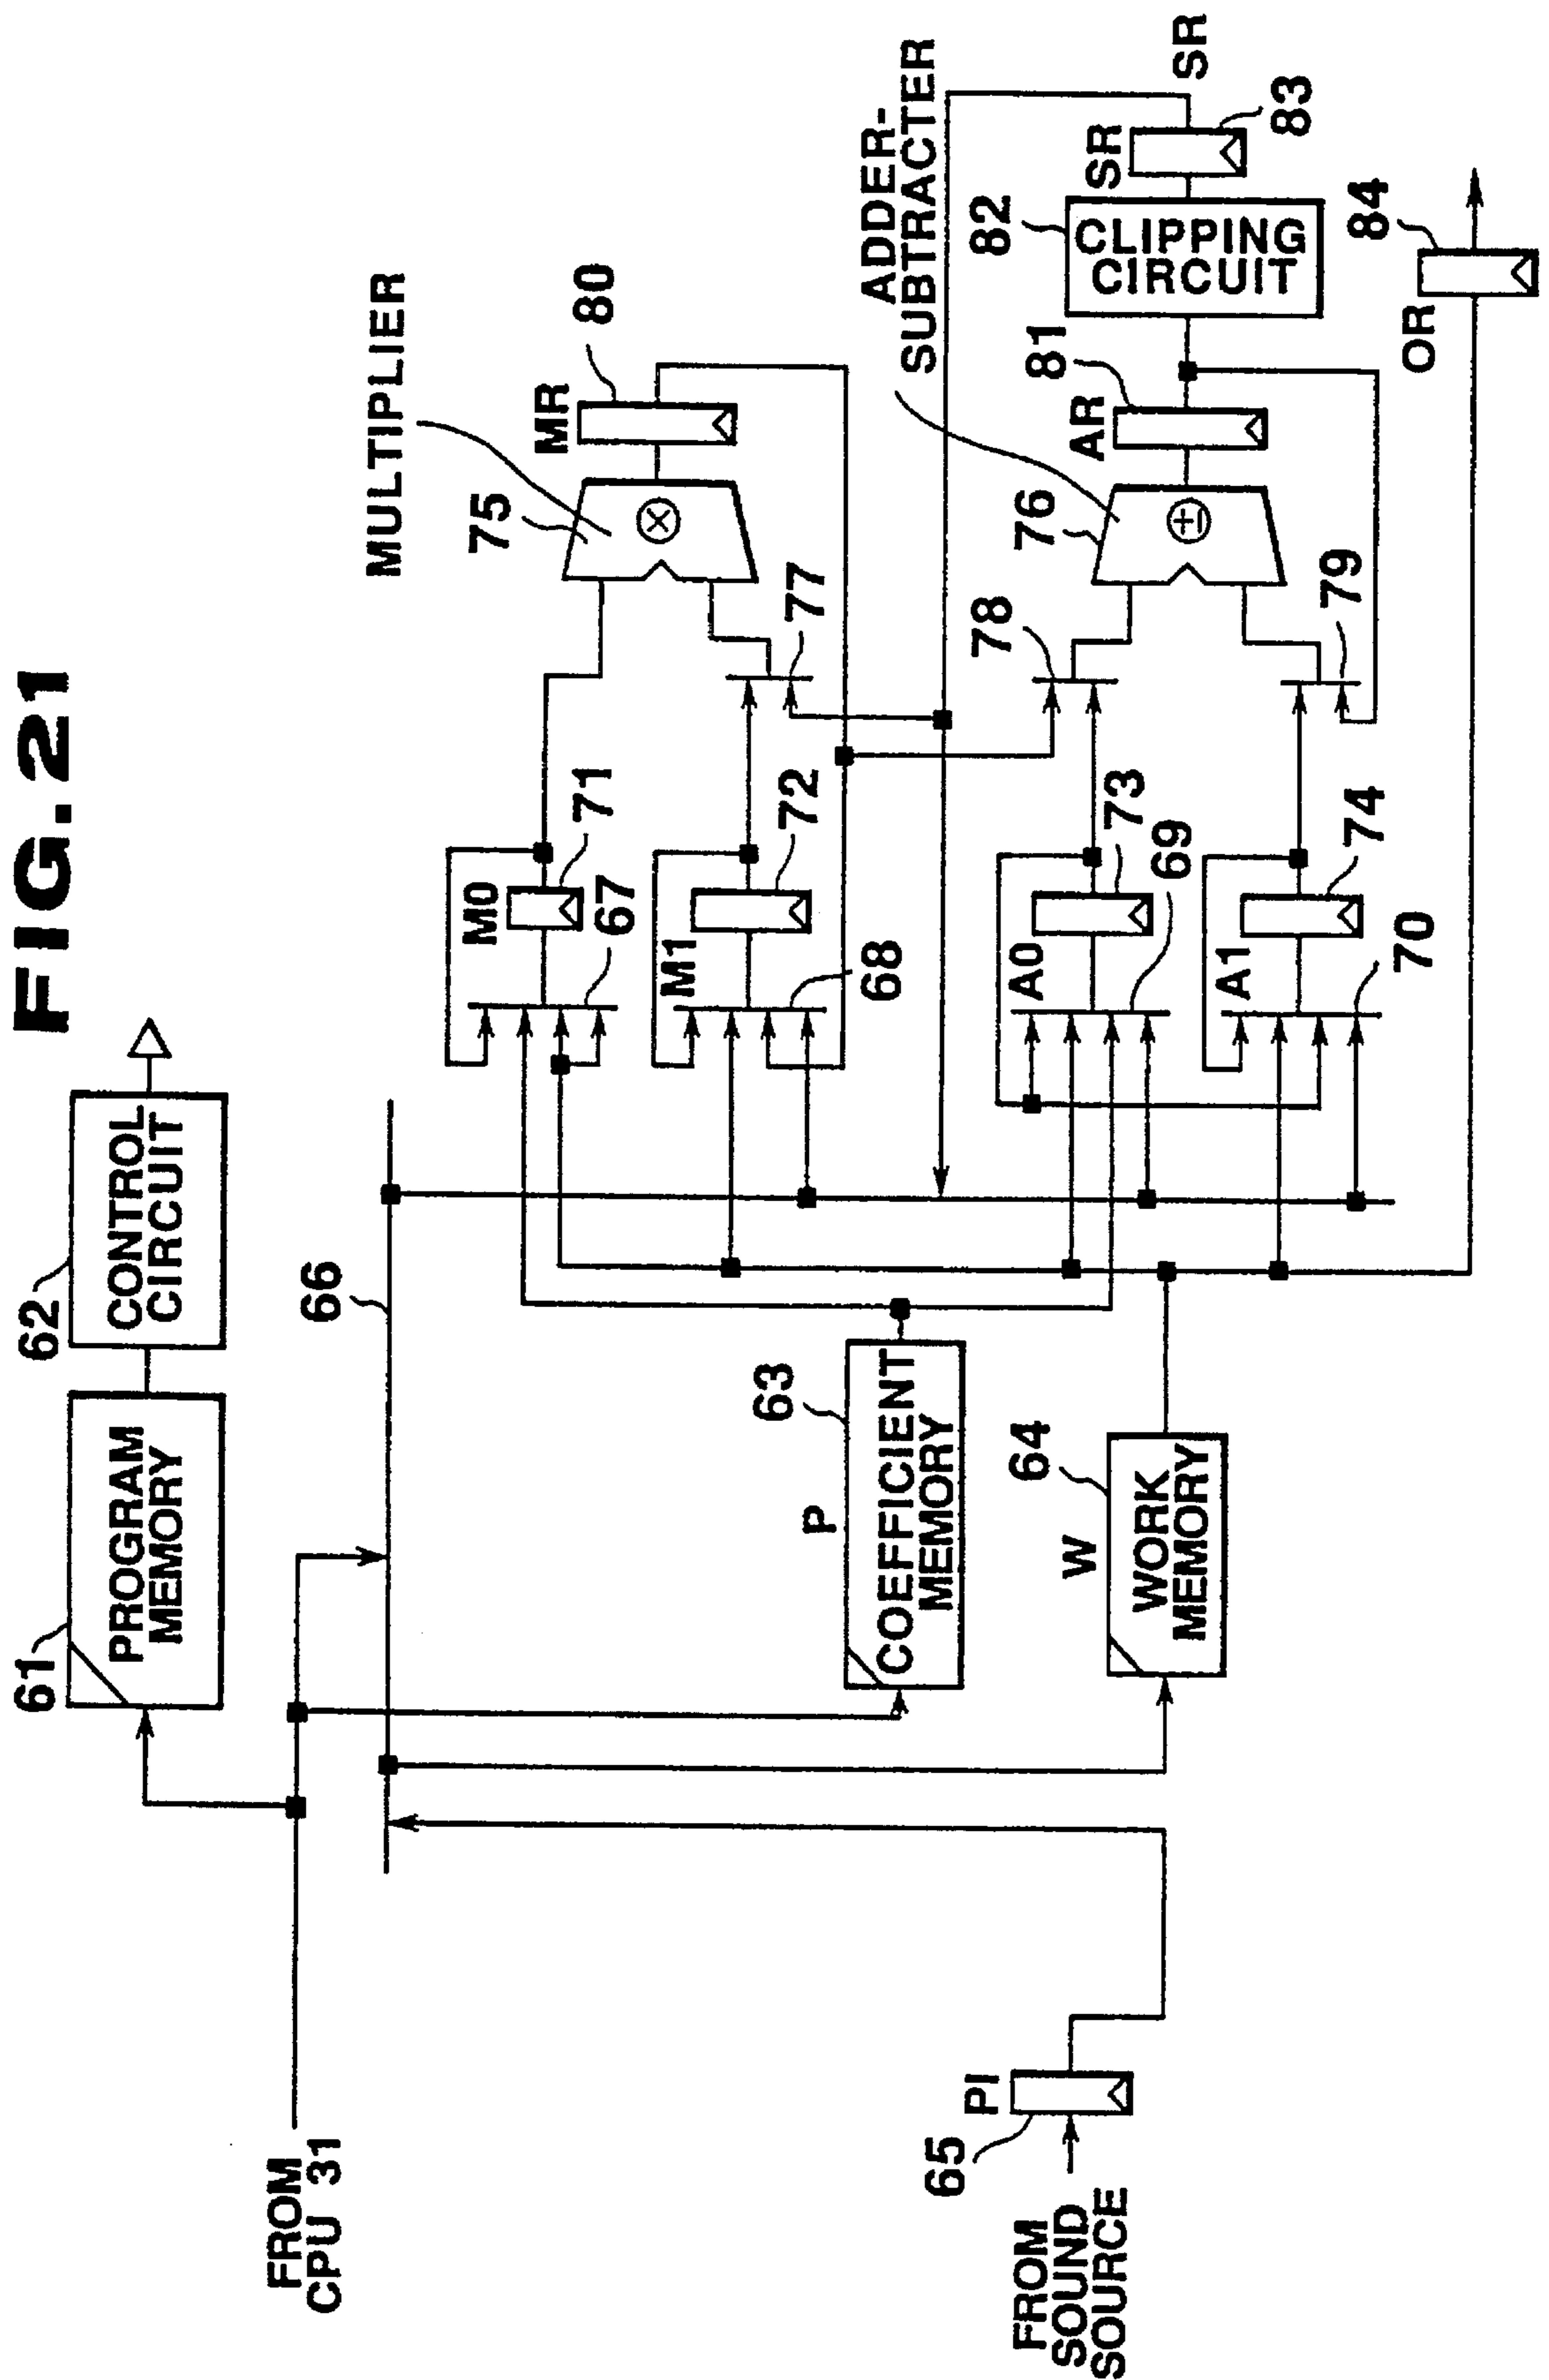 FIG.21
61
PROGRAM
MEMORY
62
CONTROL
CIRCUIT
FROM
CPU 31
66
MULTIPLIER
75
MR
80
M0
71
67
M1
72
68
77
P
63
COEFFICIENT
MEMORY
W
64
WORK
MEMORY
ADDER-
SUBTRACTER
78
76
AR
81
82
CLIPPING
CIRCUIT
SR
83
SR
A0
73
69
A1
74
70
79
OR
84
PI
65
FROM
SOUND
SOURCE